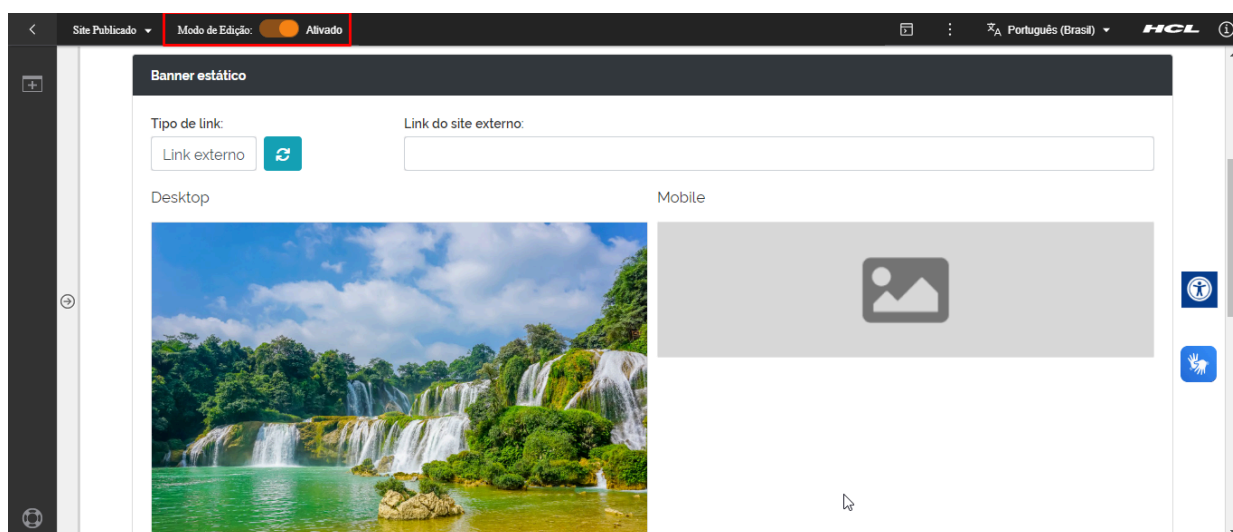 Site Publicado
Modo de Edição:
Ativado
Português (Brasil)
HCL
Banner estático
Tipo de link:
Link do site externo:
Link externo
Desktop
Mobile